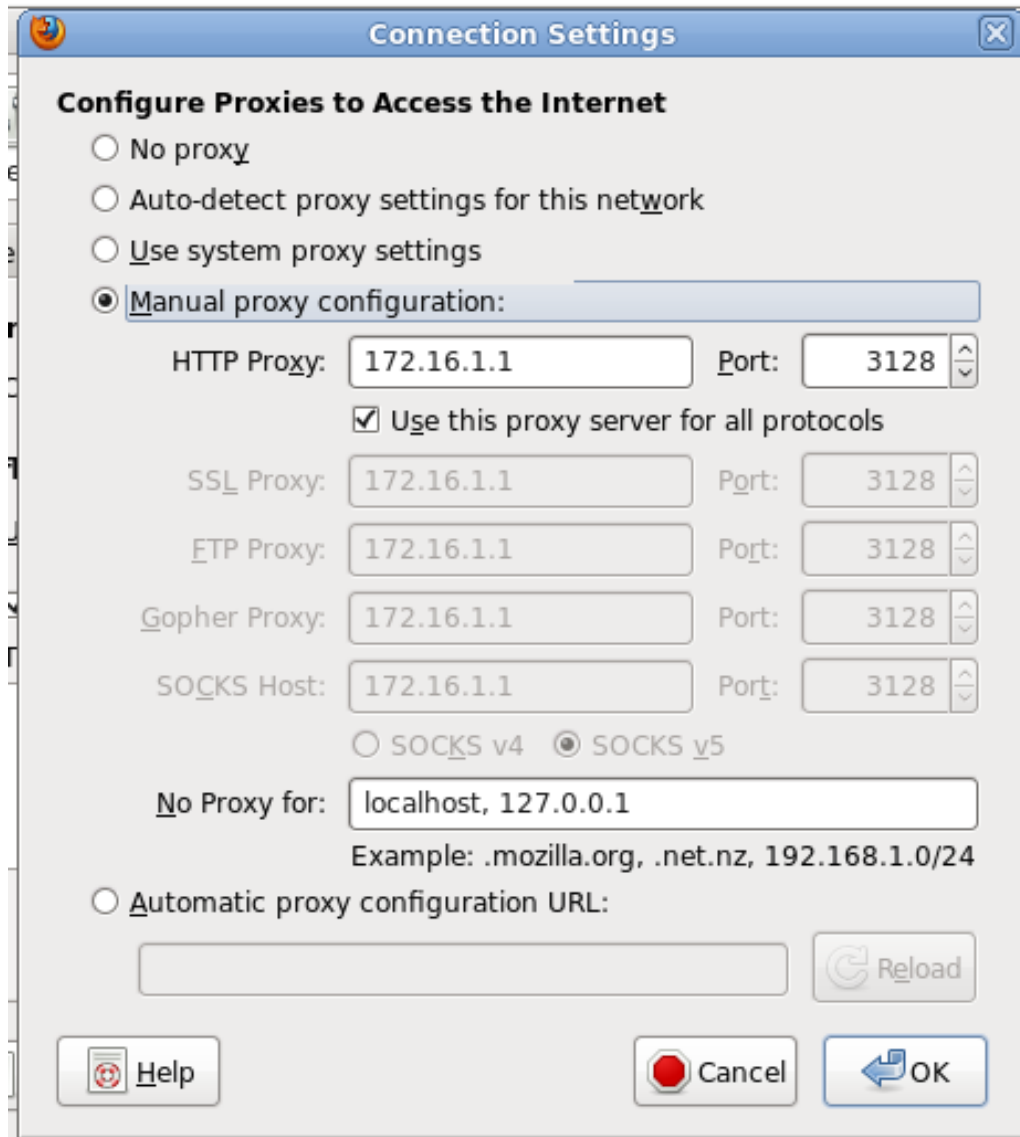 Connection Settings
Configure Proxies to Access the Internet
No proxy
Auto-detect proxy settings for this network
Use system proxy settings
Manual proxy configuration:
HTTP Proxy: 172.16.1.1 Port: 3128
Use this proxy server for all protocols
SSL Proxy: 172.16.1.1 Port: 3128
FTP Proxy: 172.16.1.1 Port: 3128
Gopher Proxy: 172.16.1.1 Port: 3128
SOCKS Host: 172.16.1.1 Port: 3128
SOCKS v4 SOCKS v5
No Proxy for: localhost, 127.0.0.1
Example: .mozilla.org, .net.nz, 192.168.1.0/24
Automatic proxy configuration URL:
Reload
Help Cancel OK